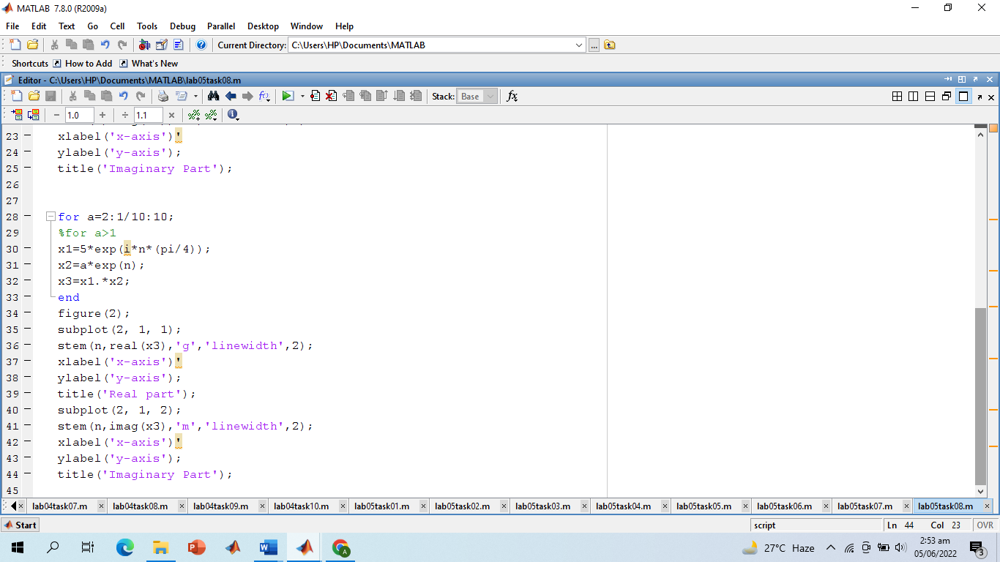 MATLAB 7.8.0 (R2009a)
File Edit Text Go Cell Tools Debug Parallel Desktop Window Help
Current Directory: C:\Users\HP\Documents\MATLAB ...
Shortcuts How to Add What's New
Editor - C:\Users\HP\Documents\MATLAB\lab05task08.m
Stack: Base fx
− 1.0 + ÷ 1.1 ×
23 xlabel('x-axis')'
24 ylabel('y-axis');
25 title('Imaginary Part');
26
27
28 for a=2:1/10:10;
29 %for a>1
30 x1=5*exp(i*n*(pi/4));
31 x2=a*exp(n);
32 x3=x1.*x2;
33 end
34 figure(2);
35 subplot(2, 1, 1);
36 stem(n,real(x3),'g','linewidth',2);
37 xlabel('x-axis')'
38 ylabel('y-axis');
39 title('Real part');
40 subplot(2, 1, 2);
41 stem(n,imag(x3),'m','linewidth',2);
42 xlabel('x-axis')'
43 ylabel('y-axis');
44 title('Imaginary Part');
45
lab04task07.m lab04task08.m lab04task09.m lab04task10.m lab05task01.m lab05task02.m lab05task03.m lab05task04.m lab05task05.m lab05task06.m lab05task07.m lab05task08.m
Start script Ln 44 Col 23 OVR
27°C Haze 2:53 am
05/06/2022 3